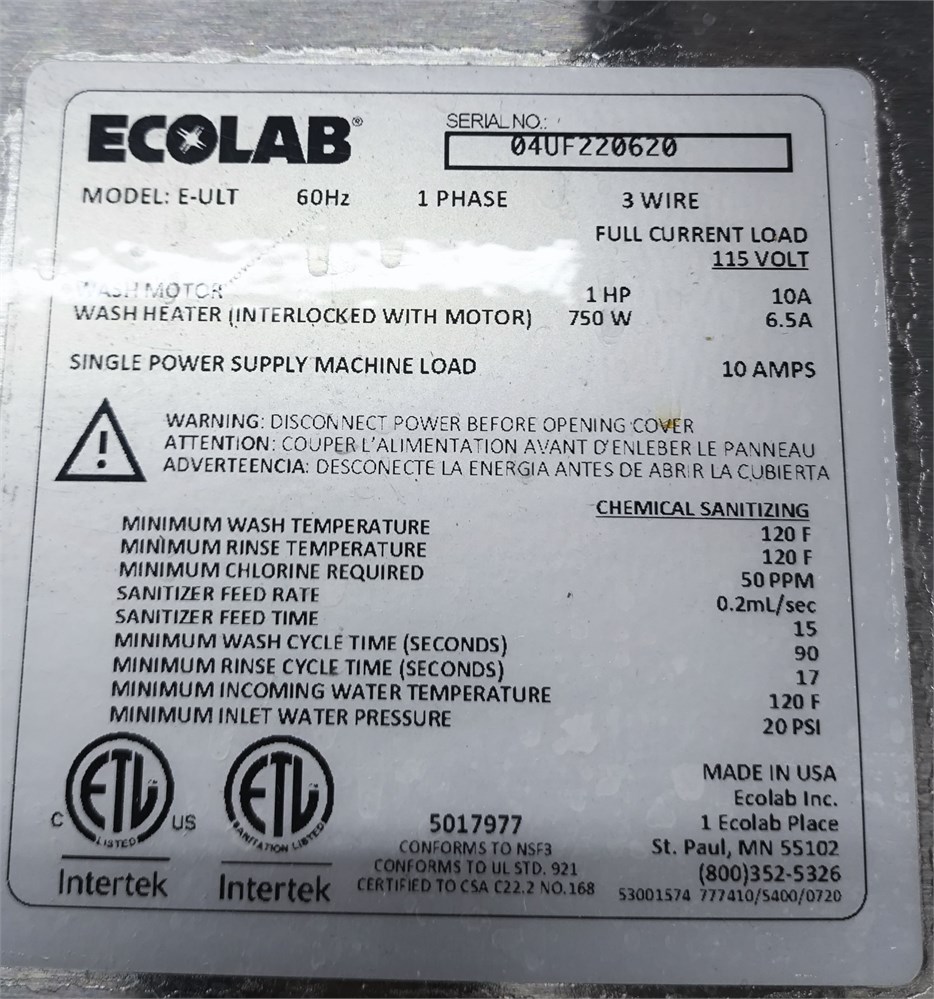 ECOLAB®
SERIAL NO.:
04UF220620
MODEL: E-ULT 60Hz 1 PHASE 3 WIRE
FULL CURRENT LOAD
115 VOLT
WASH MOTOR 1 HP 10A
WASH HEATER (INTERLOCKED WITH MOTOR) 750 W 6.5A
SINGLE POWER SUPPLY MACHINE LOAD 10 AMPS
WARNING: DISCONNECT POWER BEFORE OPENING COVER
ATTENTION: COUPER L'ALIMENTATION AVANT D'ENLEBER LE PANNEAU
ADVERTEENCIA: DESCONECTE LA ENERGIA ANTES DE ABRIR LA CUBIERTA
CHEMICAL SANITIZING
MINIMUM WASH TEMPERATURE 120 F
MINIMUM RINSE TEMPERATURE 120 F
MINIMUM CHLORINE REQUIRED 50 PPM
SANITIZER FEED RATE 0.2mL/sec
SANITIZER FEED TIME 15
MINIMUM WASH CYCLE TIME (SECONDS) 90
MINIMUM RINSE CYCLE TIME (SECONDS) 17
MINIMUM INCOMING WATER TEMPERATURE 120 F
MINIMUM INLET WATER PRESSURE 20 PSI
C ETL US
LISTED
Intertek
ETL
SANITATION LISTED
Intertek
5017977
CONFORMS TO NSF3
CONFORMS TO UL STD. 921
CERTIFIED TO CSA C22.2 NO.168
MADE IN USA
Ecolab Inc.
1 Ecolab Place
St. Paul, MN 55102
(800)352-5326
53001574 777410/5400/0720